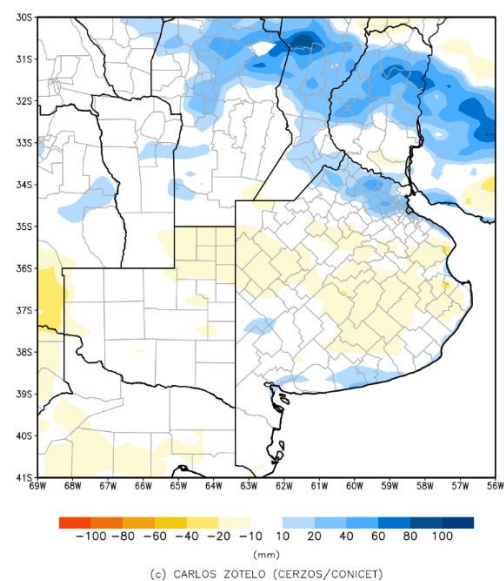 30S
31S
32S
33S
34S
35S
36S
37S
38S
39S
40S
41S
69W 68W 67W 66W 65W 64W 63W 62W 61W 60W 59W 58W 57W 56W
-100 -80 -60 -40 -20 -10 10 20 40 60 80 100
(mm)
(c) CARLOS ZOTELO (CERZOS/CONICET)